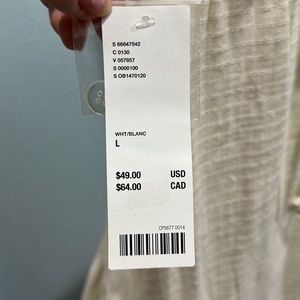 S 66847542
C 0130
V 057857
S 0000100
S OB1470120
WHT/BLANC
L
$49.00 USD
$64.00 CAD
CP5677 0014